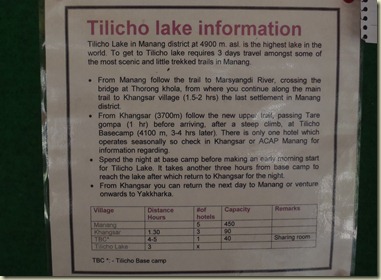 Tilicho lake information
Tilicho Lake in Manang district at 4900 m. asl. is the highest lake in the
world. To get to Tilicho lake requires 3 days travel amongst some of
the most scenic and little trekked trails in Manang.
• From Manang follow the trail to Marsyangdi River, crossing the
bridge at Thorong khola, from where you continue along the main
trail to Khangsar village (1.5-2 hrs) the last settlement in Manang
district.
• From Khangsar (3700m) follow the new upper trail, passing Tare
gompa (1 hr) before arriving, after a steep climb, at Tilicho
Basecamp (4100 m, 3-4 hrs later). There is only one hotel which
operates seasonally so check in Khangsar or ACAP Manang for
information regarding.
• Spend the night at base camp before making an early morning start
for Tilicho Lake. It takes another three hours from base camp to
reach the lake after which return to Khangsar for the night.
• From Khangsar you can return the next day to Manang or venture
onwards to Yakkharka.
Village Distance Hours #of hotels Capacity Remarks
Manang 5 450
Khangsar 1.30 3 90
TBC* 4-5 1 40 Sharing room
Tilicho Lake 3 x
TBC *: - Tilicho Base camp